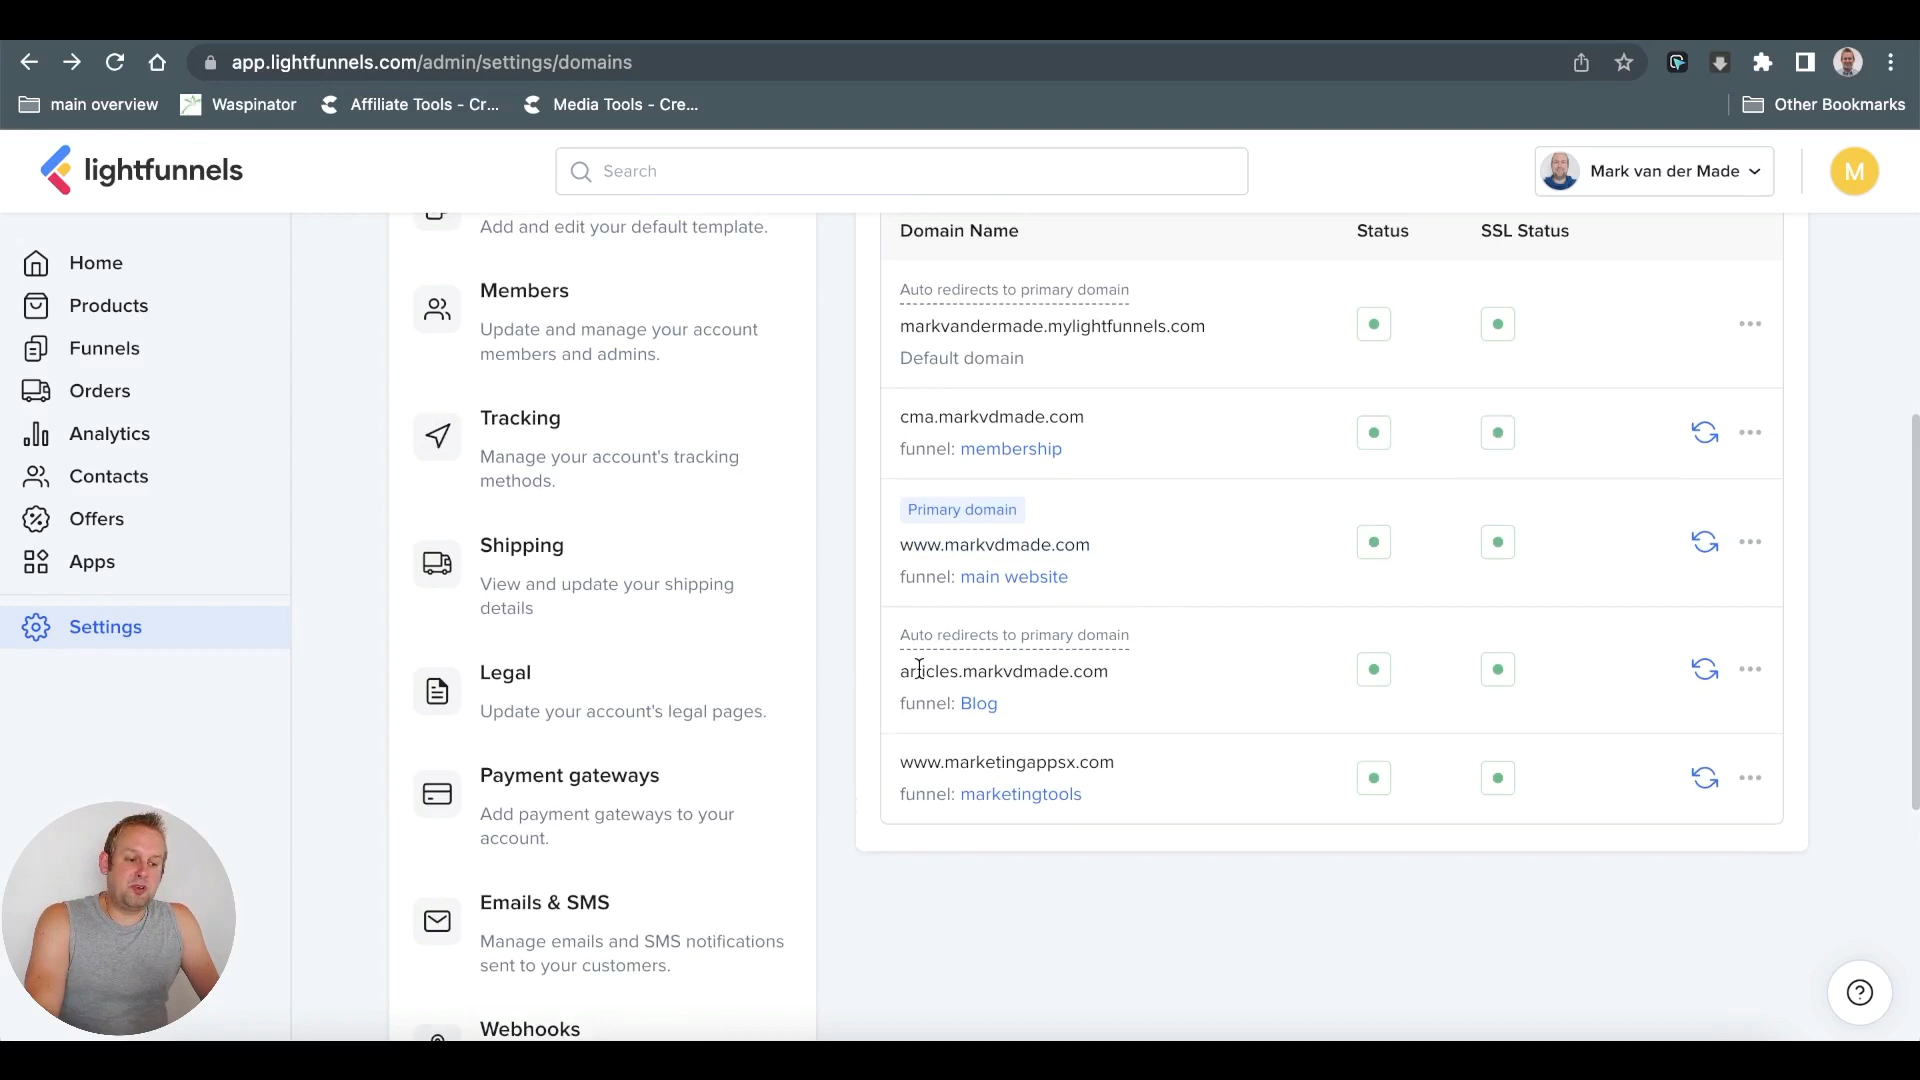 app.lightfunnels.com/admin/settings/domains
main overview
Waspinator
Affiliate Tools - Cr...
Media Tools - Cre...
Other Bookmarks
lightfunnels
Search
Mark van der Made
M
Home
Products
Funnels
Orders
Analytics
Contacts
Offers
Apps
Settings
Add and edit your default template.
Members
Update and manage your account
members and admins.
Tracking
Manage your account's tracking
methods.
Shipping
View and update your shipping
details
Legal
Update your account's legal pages.
Payment gateways
Add payment gateways to your
account.
Emails & SMS
Manage emails and SMS notifications
sent to your customers.
Webhooks
Domain Name Status SSL Status
Auto redirects to primary domain
markvandermade.mylightfunnels.com
Default domain
cma.markvdmade.com
funnel: membership
Primary domain
www.markvdmade.com
funnel: main website
Auto redirects to primary domain
articles.markvdmade.com
funnel: Blog
www.marketingappsx.com
funnel: marketingtools